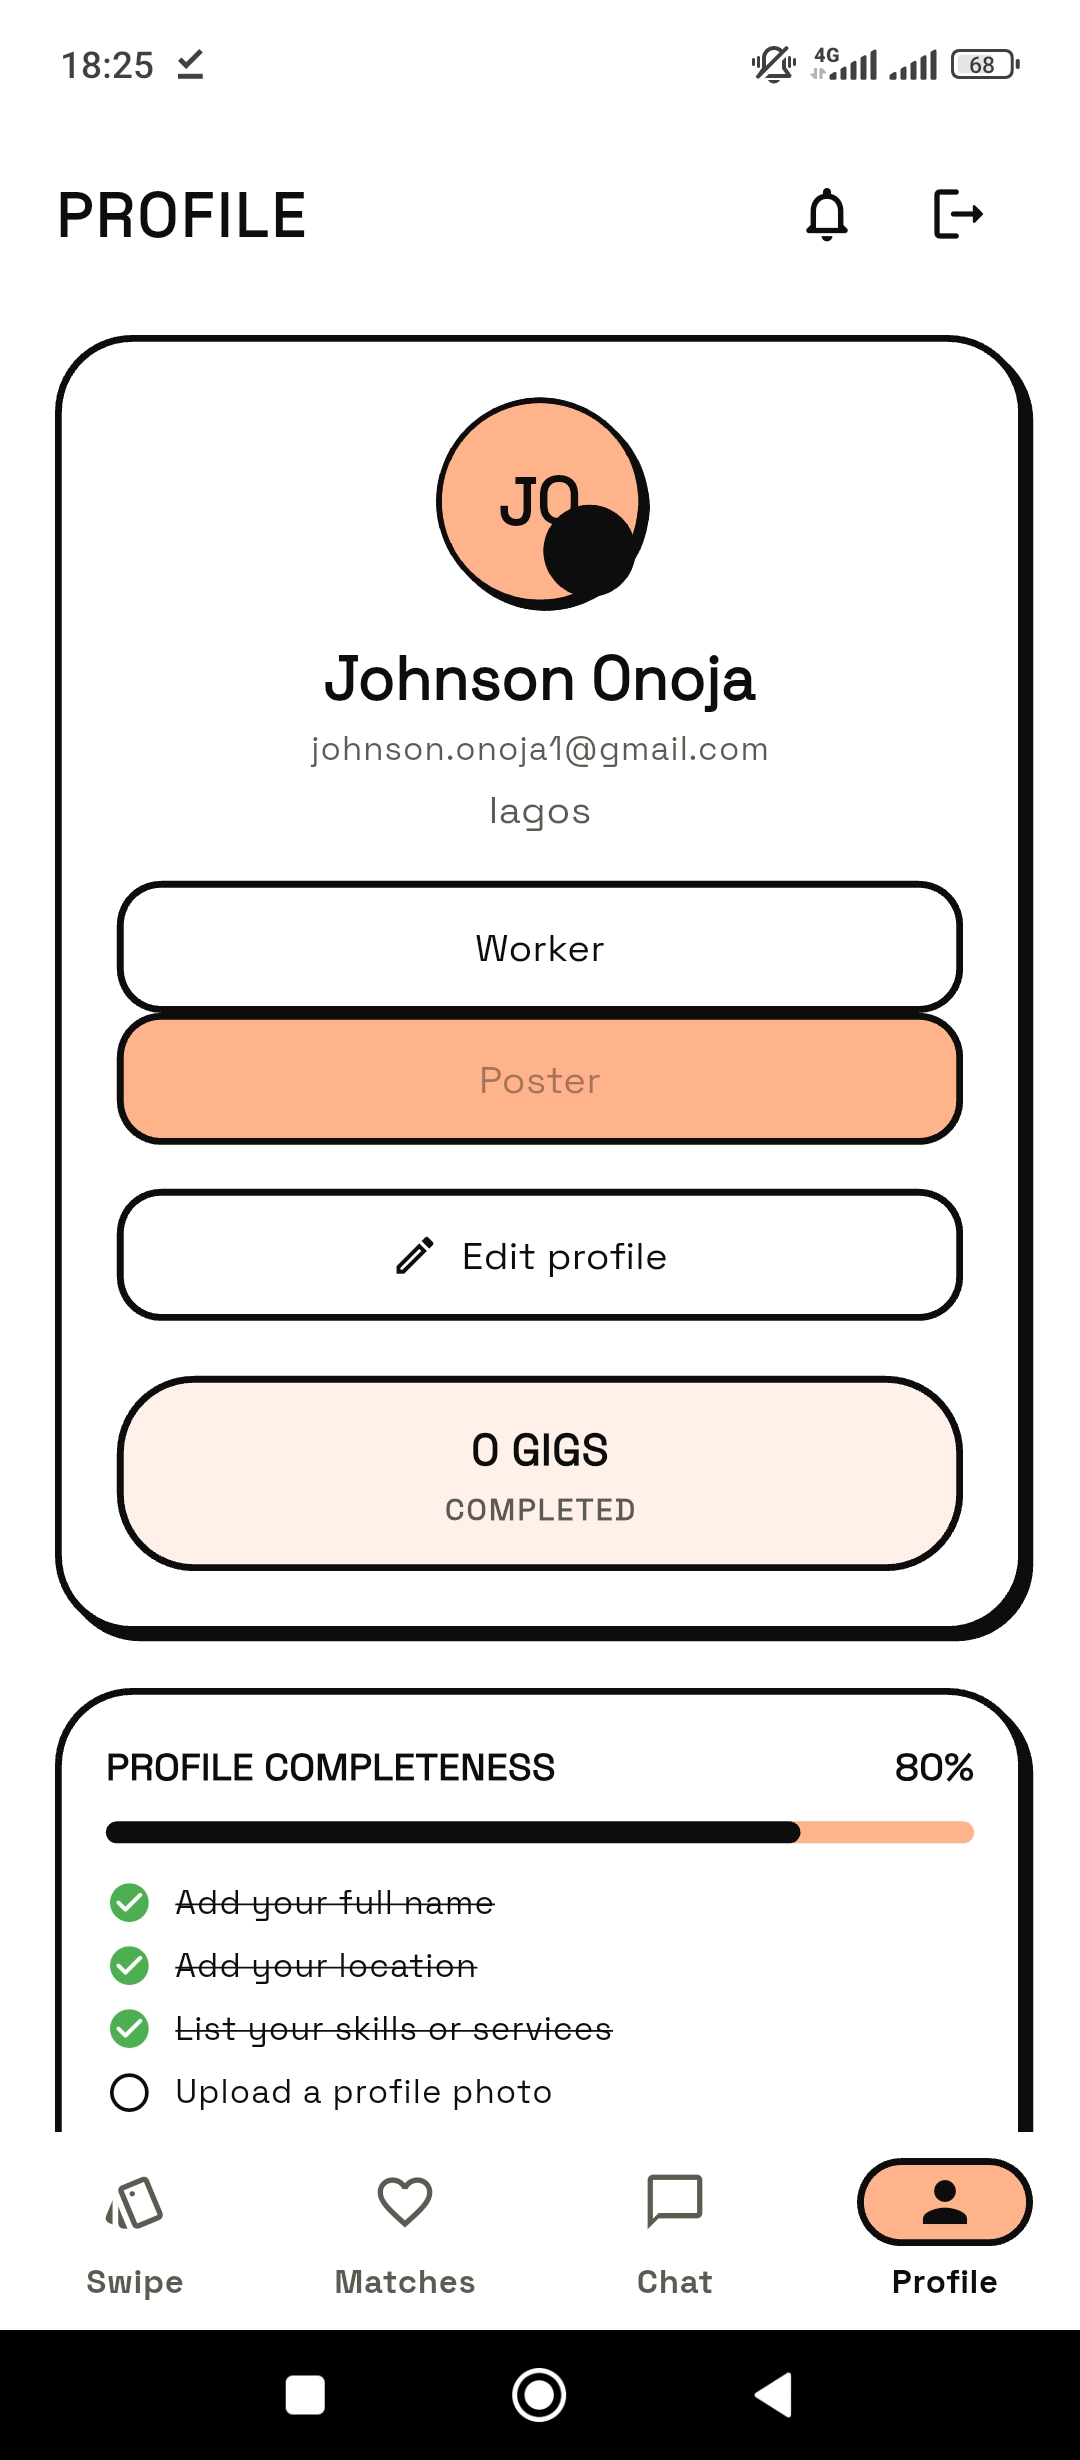 18:25
4G
68
PROFILE
JO
Johnson Onoja
johnson.onoja1@gmail.com
lagos
Worker
Poster
Edit profile
0 GIGS
COMPLETED
PROFILE COMPLETENESS 80%
Add your full name
Add your location
List your skills or services
Upload a profile photo
Swipe Matches Chat Profile